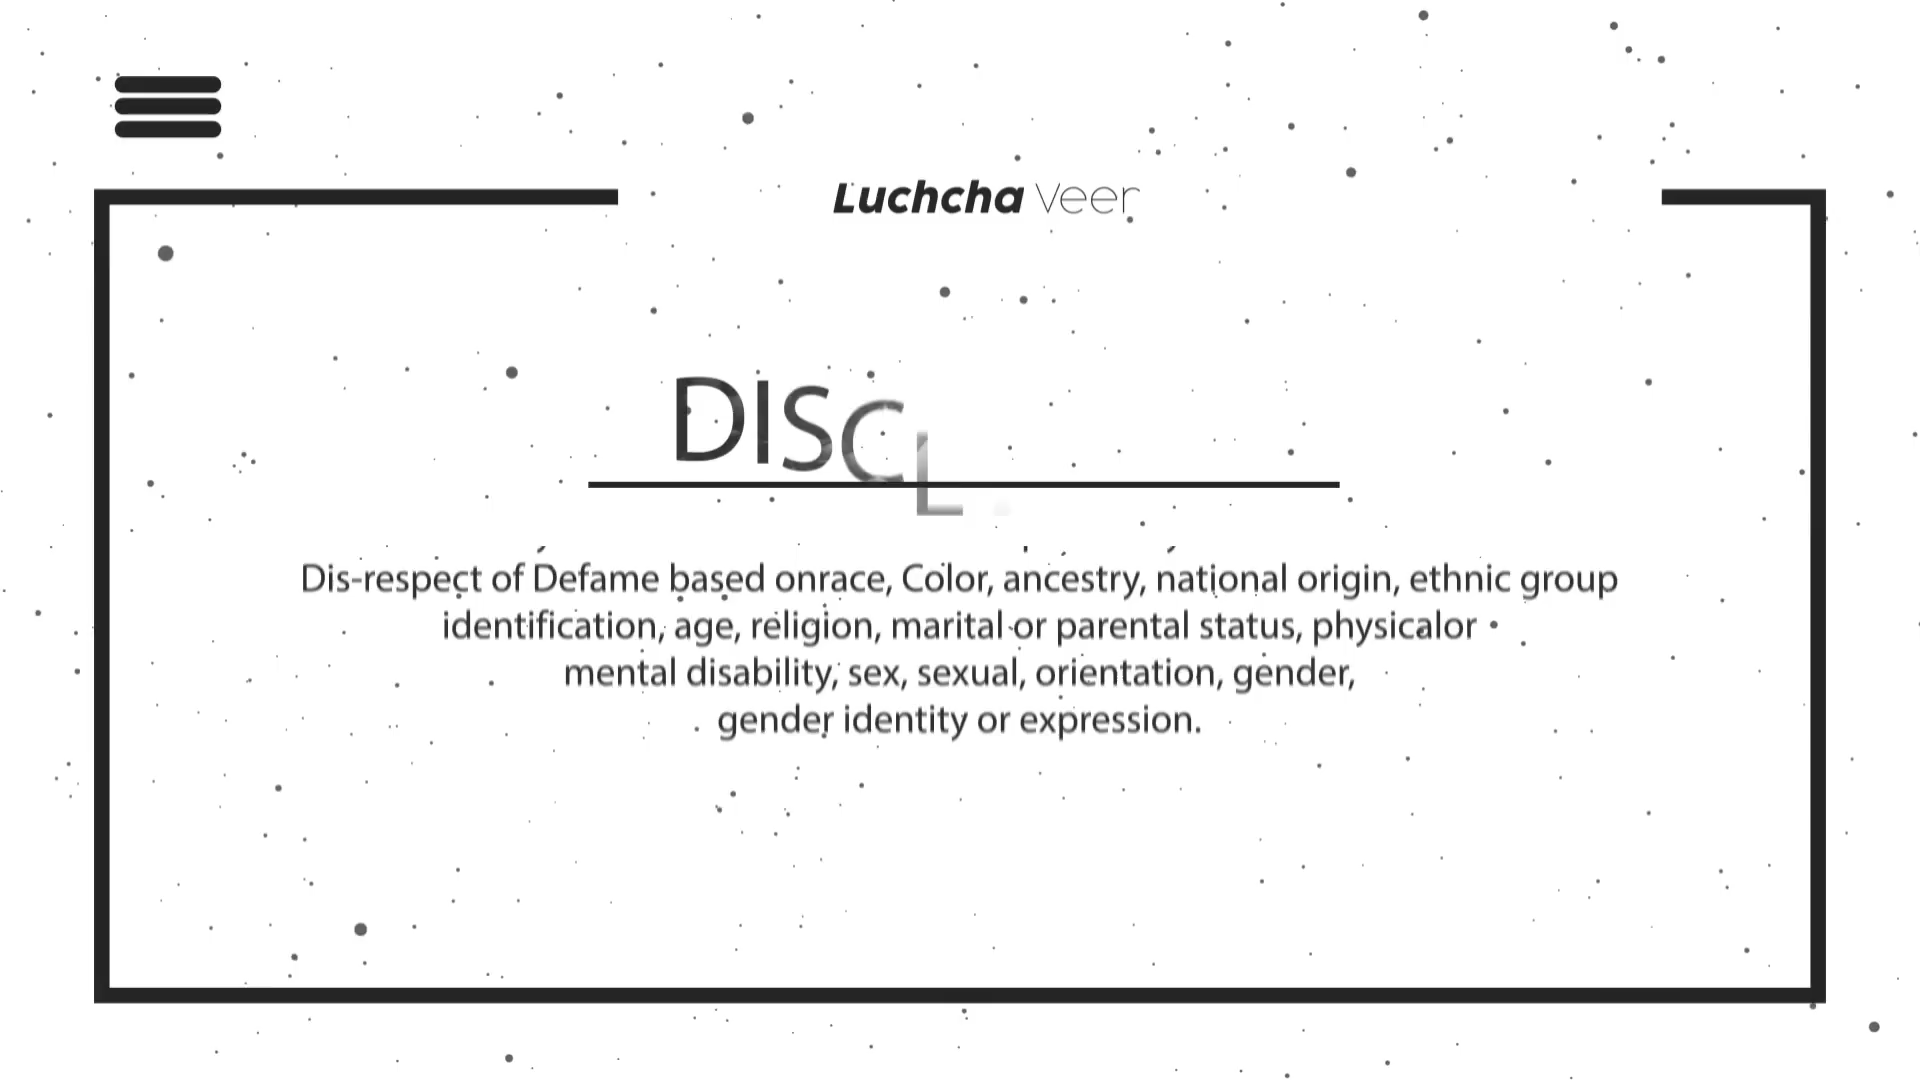 Luchcha Veer
DISCL
Dis-respect of Defame based onrace, Color, ancestry, national origin, ethnic group
identification, age, religion, marital or parental status, physicalor
mental disability, sex, sexual, orientation, gender,
gender identity or expression.